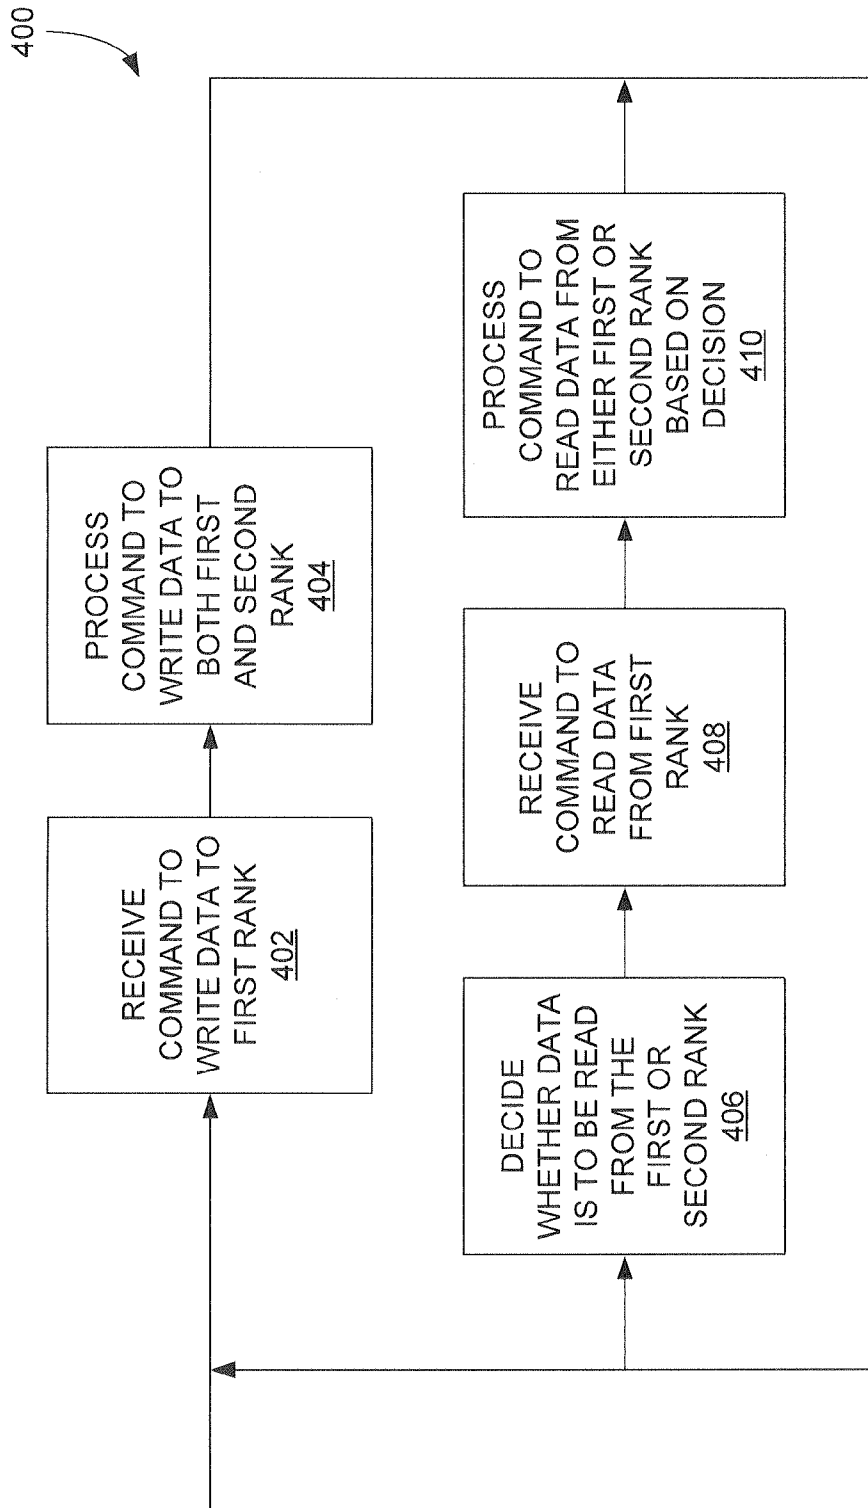 400
RECEIVE
COMMAND TO
WRITE DATA TO
FIRST RANK
402
PROCESS
COMMAND TO
WRITE DATA TO
BOTH FIRST
AND SECOND
RANK
404
DECIDE
WHETHER DATA
IS TO BE READ
FROM THE
FIRST OR
SECOND RANK
406
RECEIVE
COMMAND TO
READ DATA
FROM FIRST
RANK
408
PROCESS
COMMAND TO
READ DATA FROM
EITHER FIRST OR
SECOND RANK
BASED ON
DECISION
410